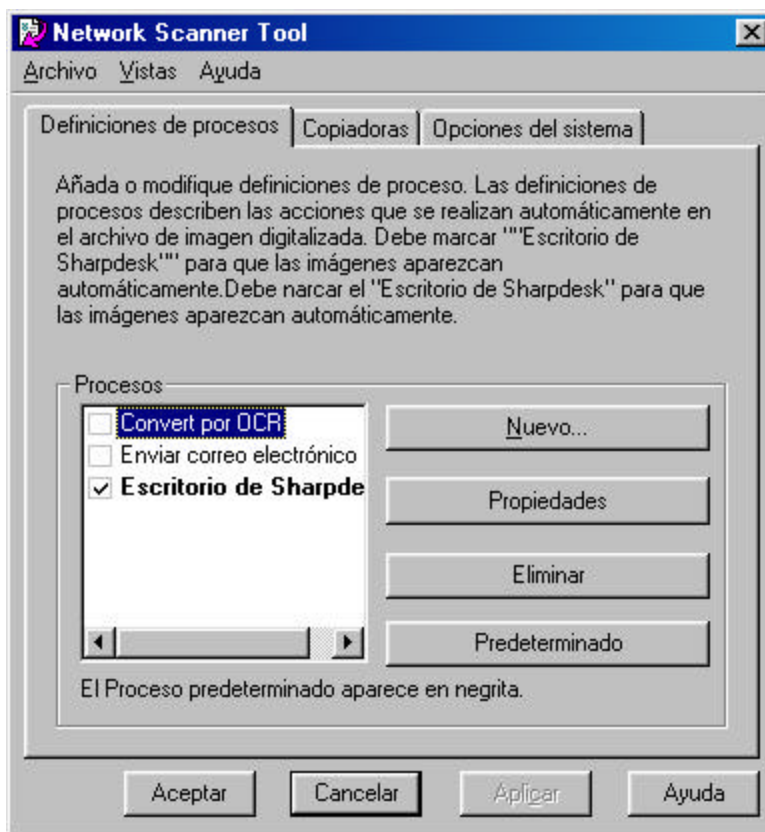 Network Scanner Tool
Archivo Vistas Ayuda
Definiciones de procesos Copiadoras Opciones del sistema
Añada o modifique definiciones de proceso. Las definiciones de
procesos describen las acciones que se realizan automáticamente en
el archivo de imagen digitalizada. Debe marcar ""Escritorio de
Sharpdesk"" para que las imágenes aparezcan
automáticamente.Debe narcar el "Escritorio de Sharpdesk" para que
las imágenes aparezcan automáticamente.
Procesos
Convert por OCR
Enviar correo electrónico
Escritorio de Sharpde
Nuevo...
Propiedades
Eliminar
Predeterminado
El Proceso predeterminado aparece en negrita.
Aceptar Cancelar Aplicar Ayuda